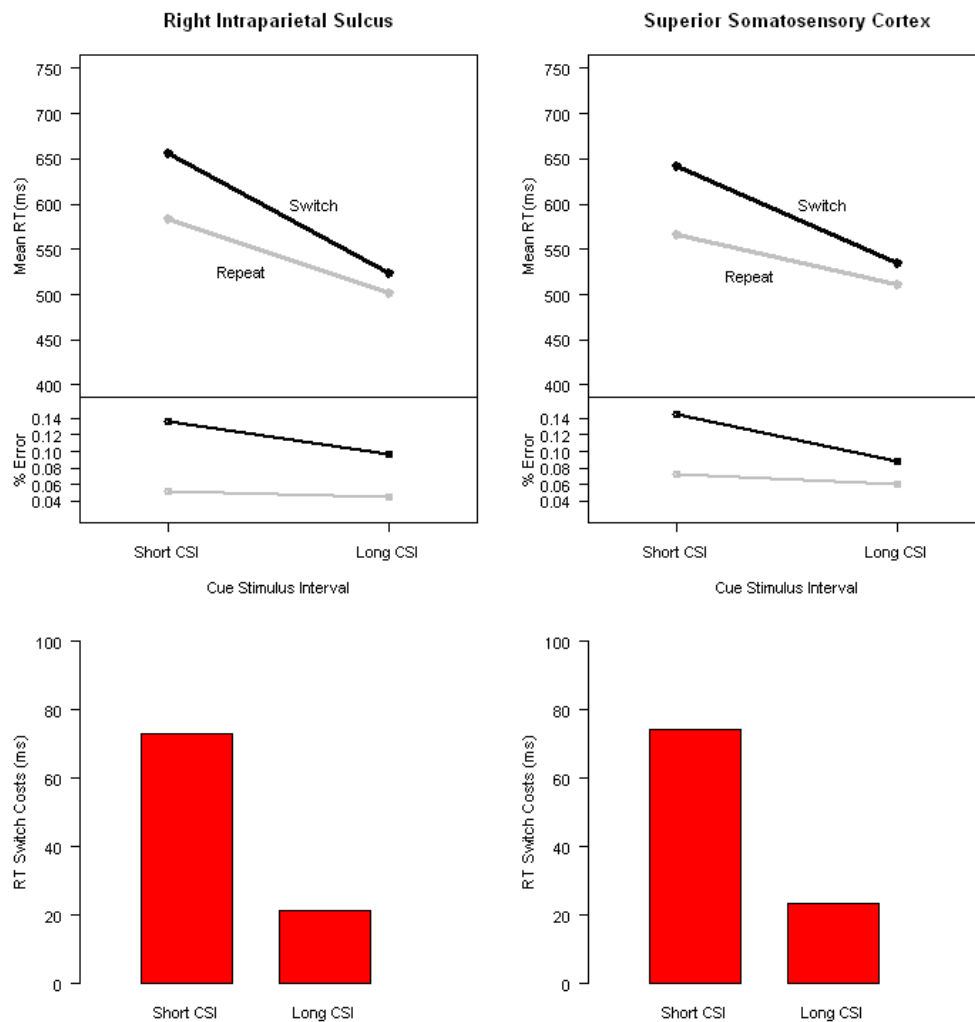 Right Intraparietal Sulcus
Superior Somatosensory Cortex
750
700
650
600
550
500
450
400
Mean RT(ms)
Switch
Repeat
0.14
0.12
0.10
0.08
0.06
0.04
% Error
Short CSI
Long CSI
Cue Stimulus Interval
750
700
650
600
550
500
450
400
Mean RT(ms)
Switch
Repeat
0.14
0.12
0.10
0.08
0.06
0.04
% Error
Short CSI
Long CSI
Cue Stimulus Interval
100
80
60
40
20
0
RT Switch Costs (ms)
Short CSI
Long CSI
100
80
60
40
20
0
RT Switch Costs (ms)
Short CSI
Long CSI